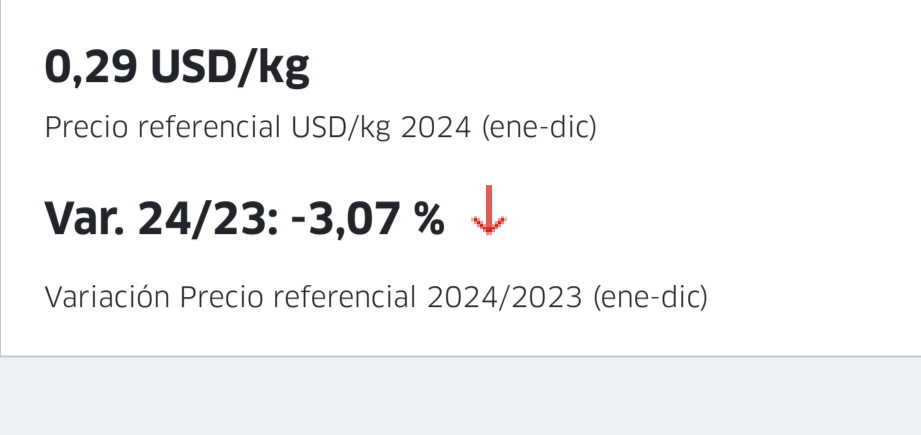 0,29 USD/kg
Precio referencial USD/kg 2024 (ene-dic)
Var. 24/23: -3,07 %
Variación Precio referencial 2024/2023 (ene-dic)